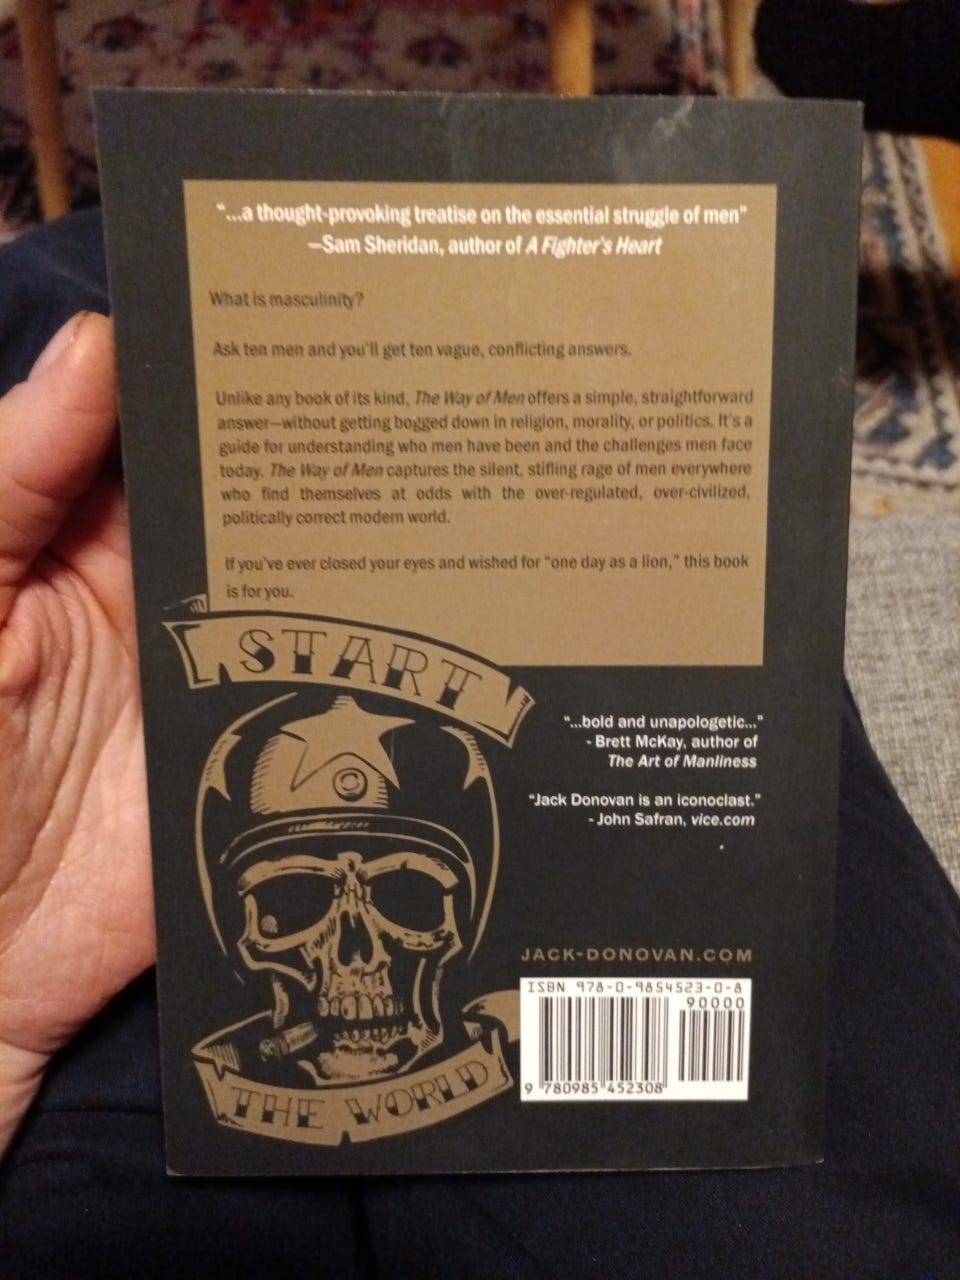 “...a thought-provoking treatise on the essential struggle of men”
—Sam Sheridan, author of A Fighter's Heart
What is masculinity?
Ask ten men and you'll get ten vague, conflicting answers.
Unlike any book of its kind, The Way of Men offers a simple, straightforward
answer—without getting bogged down in religion, morality, or politics. It's a
guide for understanding who men have been and the challenges men face
today. The Way of Men captures the silent, stifling rage of men everywhere
who find themselves at odds with the over-regulated, over-civilized,
politically correct modern world.
If you've ever closed your eyes and wished for “one day as a lion,” this book
is for you.
START
THE WORLD
“...bold and unapologetic...”
- Brett McKay, author of
The Art of Manliness
“Jack Donovan is an iconoclast.”
- John Safran, vice.com
JACK-DONOVAN.COM
ISBN 978-0-9854523-0-8
90000
9 780985 452308